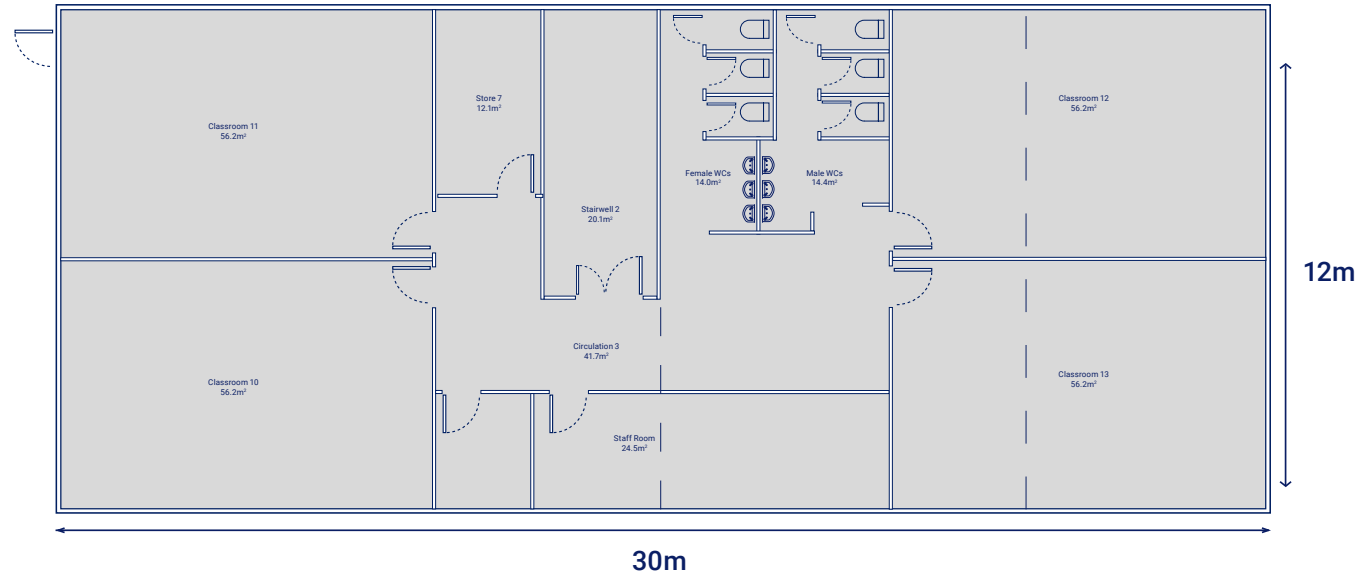 Classroom 11
56.2m²
Store 7
12.1m²
Stairwell 2
20.1m²
Female WCs
14.0m²
Male WCs
14.4m²
Classroom 12
56.2m²
12m
Classroom 10
56.2m²
Circulation 3
41.7m²
Staff Room
24.5m²
Classroom 13
56.2m²
30m